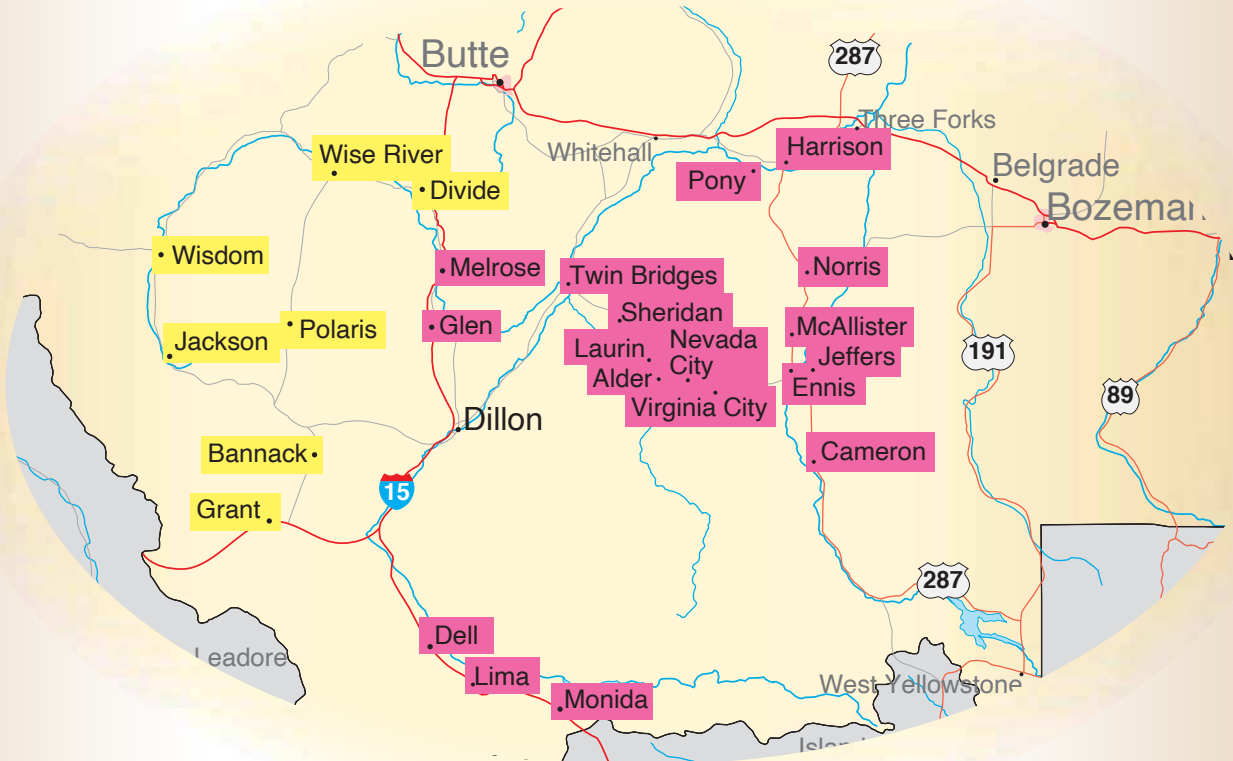 Butte
287
Three Forks
Whitehall
Harrison
Wise River
Pony
Divide
Belgrade
Bozeman
Wisdom
Melrose
Twin Bridges
Norris
Sheridan
Polaris
Glen
McAllister
Jackson
Laurin
Nevada
City
Jeffers
191
Alder
Ennis
89
Virginia City
Dillon
Bannack
Cameron
15
Grant
287
Dell
Leadore
Lima
West Yellowstone
Monida